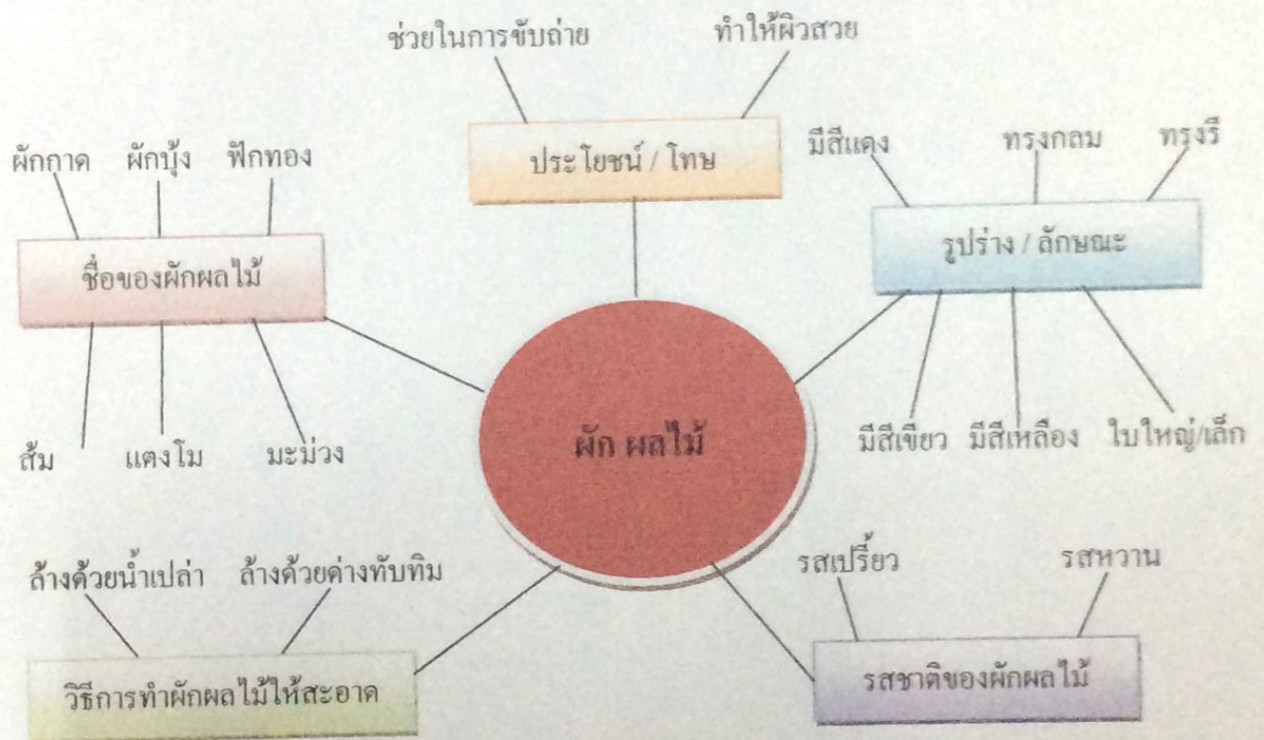 ช่วยในการขับถ่าย ทำให้ผิวสวย
ประโยชน์ / โทษ
ผักกาด ผักบุ้ง ฟักทอง
ชื่อของผักผลไม้
ส้ม แตงโม มะม่วง
มีสีแดง ทรงกลม ทรงรี
รูปร่าง / ลักษณะ
มีสีเขียว มีสีเหลือง ใบใหญ่/เล็ก
ผัก ผลไม้
ล้างด้วยน้ำเปล่า ล้างด้วยด่างทับทิม
วิธีการทำผักผลไม้ให้สะอาด
รสเปรี้ยว รสหวาน
รสชาติของผักผลไม้